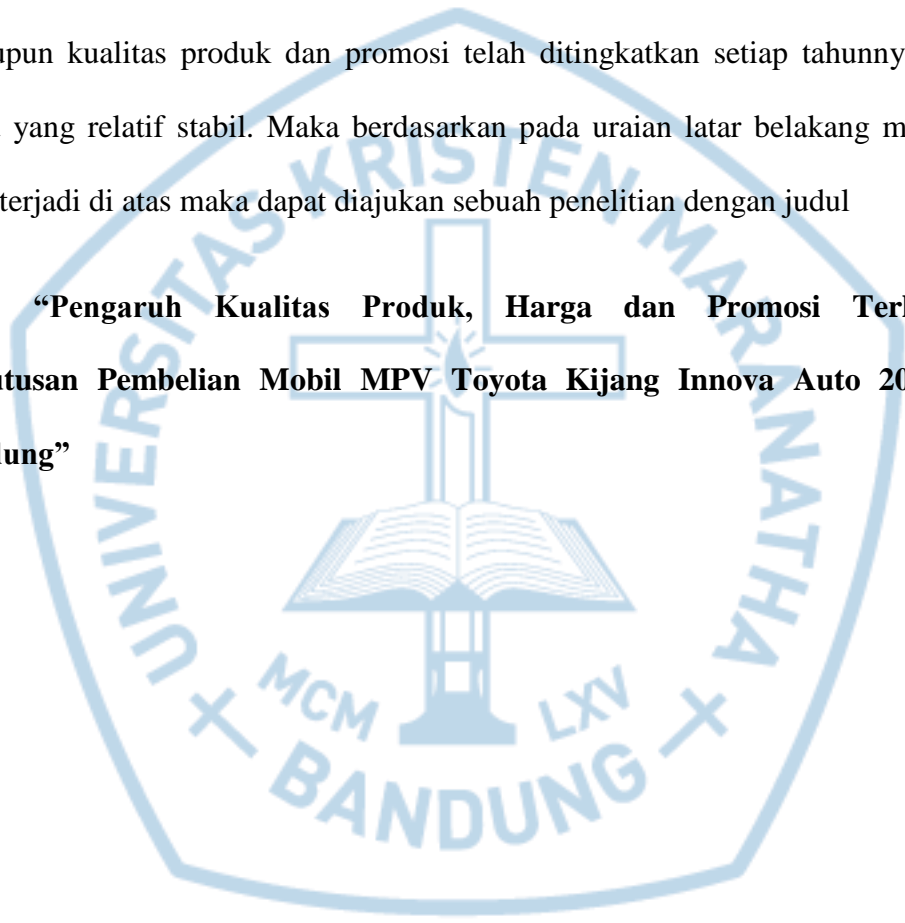 upun kualitas produk dan promosi telah ditingkatkan setiap tahunny
yang relatif stabil. Maka berdasarkan pada uraian latar belakang m
terjadi di atas maka dapat diajukan sebuah penelitian dengan judul
“Pengaruh Kualitas Produk, Harga dan Promosi Terh
utusan Pembelian Mobil MPV Toyota Kijang Innova Auto 20
lung”
UNIVERSITAS KRISTEN MARANATHA
MCM LXV
BANDUNG